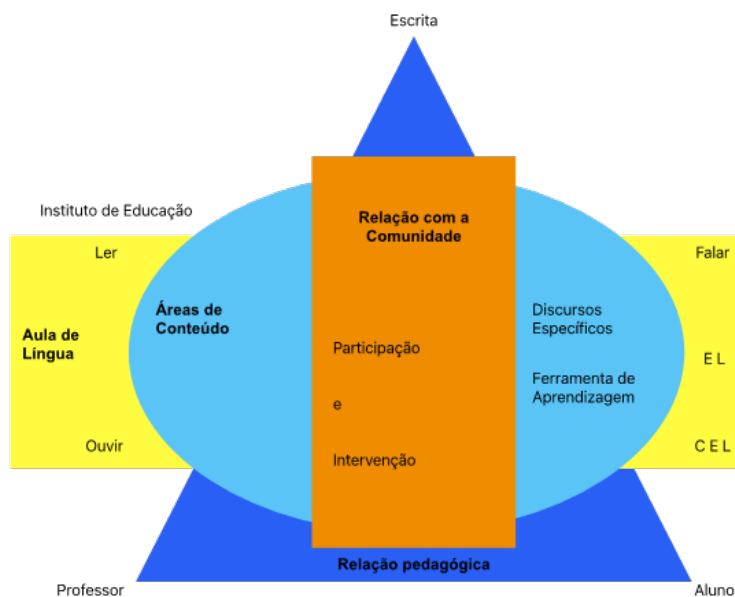 Escrita
Instituto de Educação
Relação com a
Comunidade
Ler
Falar
Áreas de
Conteúdo
Discursos
Específicos
Aula de
Língua
Participação
E L
Ferramenta de
Aprendizagem
e
Ouvir
Intervenção
C E L
Relação pedagógica
Professor
Aluno